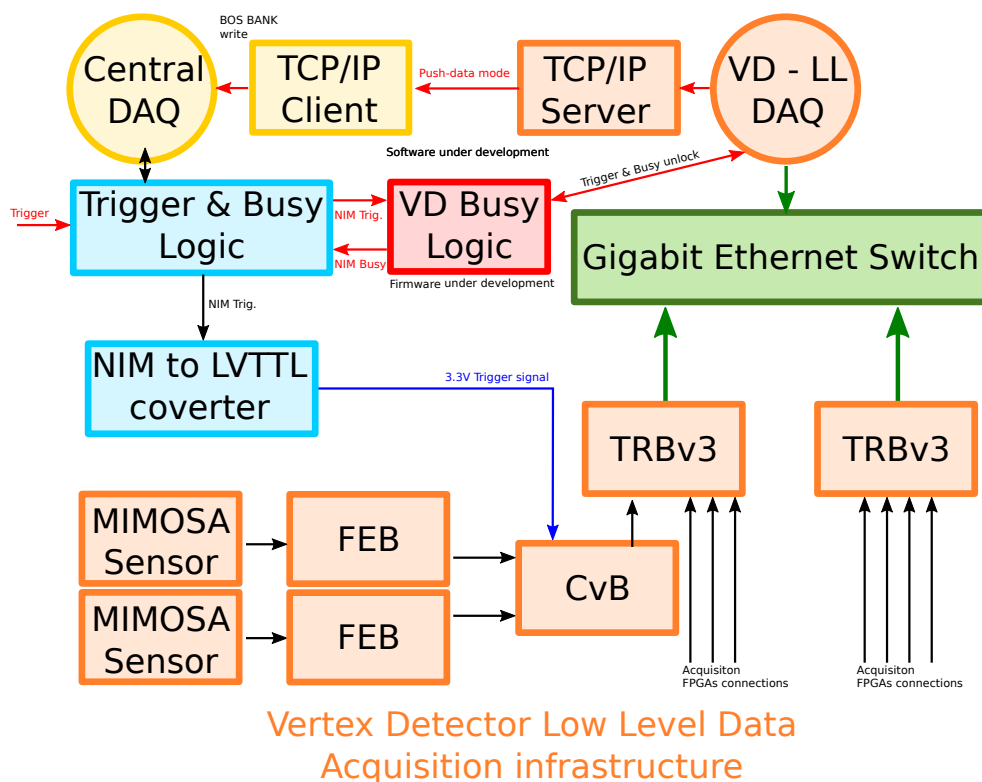 BOS BANK
write
Central
DAQ
TCP/IP
Client
Push-data mode
TCP/IP
Server
VD - LL
DAQ
Software under development
Trigger & Busy unlock
Trigger
Trigger & Busy
Logic
NIM Trig.
NIM Busy
VD Busy
Logic
Firmware under development
Gigabit Ethernet Switch
NIM Trig.
NIM to LVTTL
coverter
3.3V Trigger signal
TRBv3
TRBv3
MIMOSA
Sensor
FEB
CvB
MIMOSA
Sensor
FEB
Acquisiton
FPGAs connections
Acquisiton
FPGAs connections
Vertex Detector Low Level Data
Acquisition infrastructure